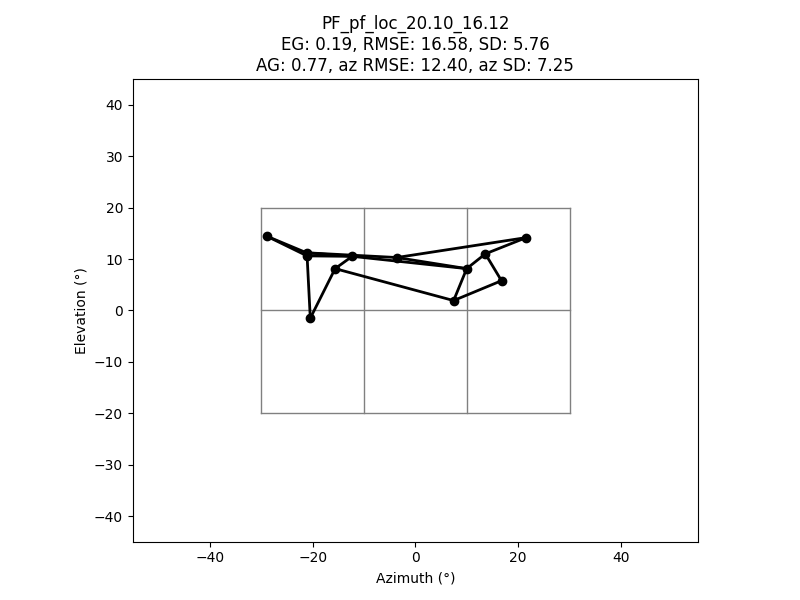 PF_pf_loc_20.10_16.12
EG: 0.19, RMSE: 16.58, SD: 5.76
AG: 0.77, az RMSE: 12.40, az SD: 7.25
40
30
20
10
0
−10
−20
−30
−40
Elevation (°)
−40 −20 0 20 40
Azimuth (°)